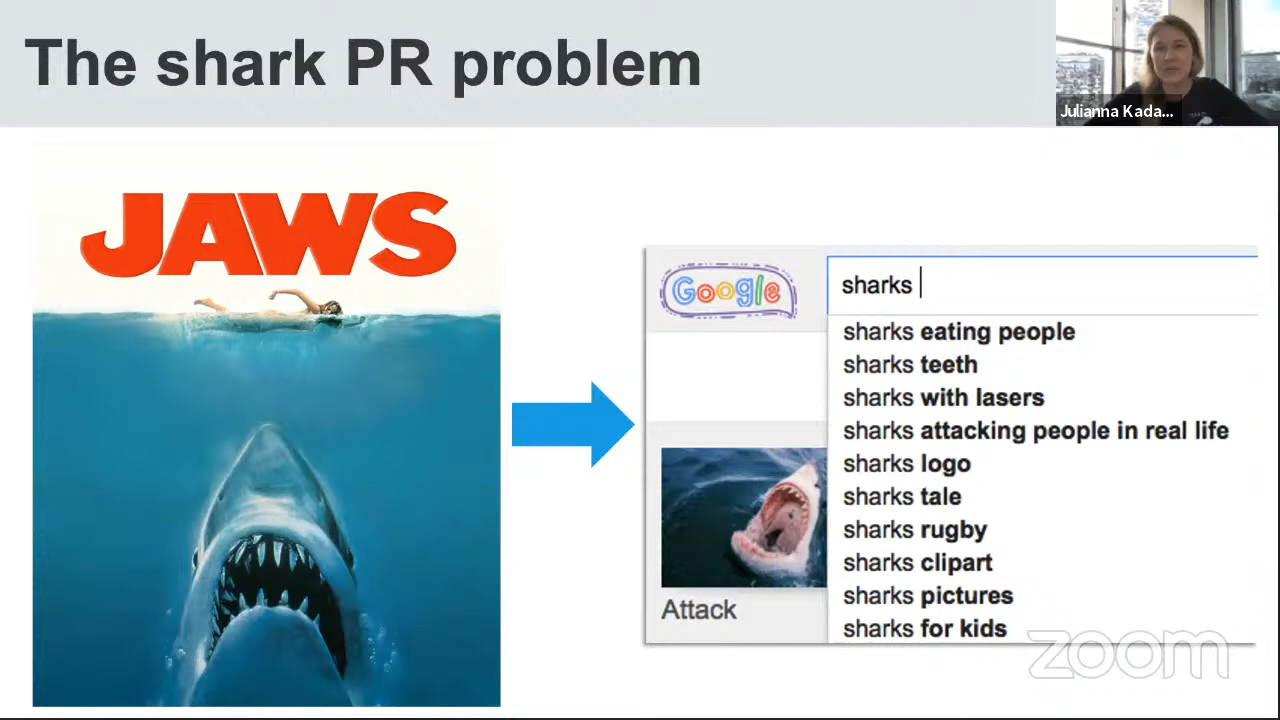 The shark PR problem
Julianna Kada...
JAWS
Google
sharks
sharks eating people
sharks teeth
sharks with lasers
sharks attacking people in real life
sharks logo
sharks tale
sharks rugby
sharks clipart
sharks pictures
sharks for kids
Attack
zoom